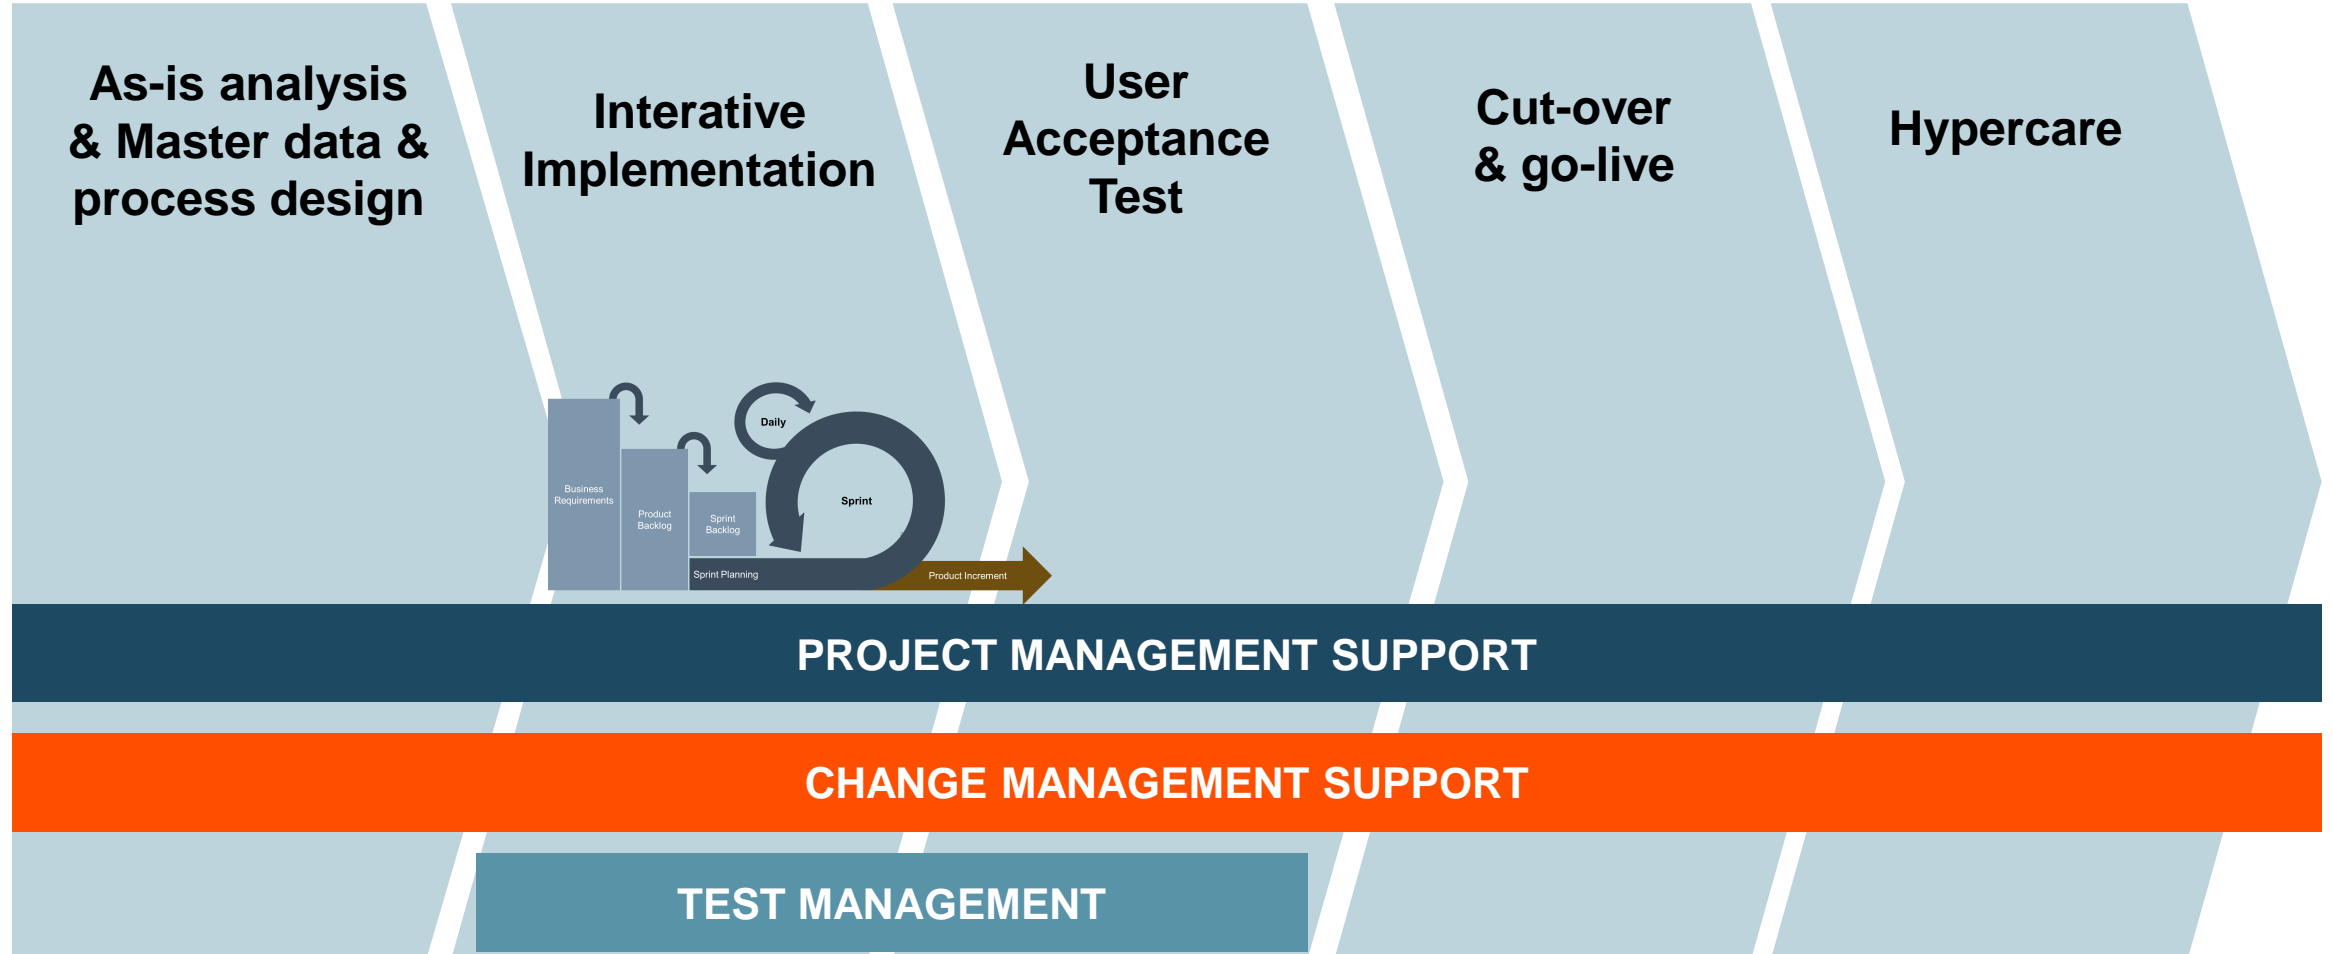 As-is analysis
& Master data &
process design
Interative
Implementation
User
Acceptance
Test
Cut-over
& go-live
Hypercare
Business
Requirements
Product
Backlog
Sprint
Backlog
Daily
Sprint
Sprint Planning
Product Increment
PROJECT MANAGEMENT SUPPORT
CHANGE MANAGEMENT SUPPORT
TEST MANAGEMENT